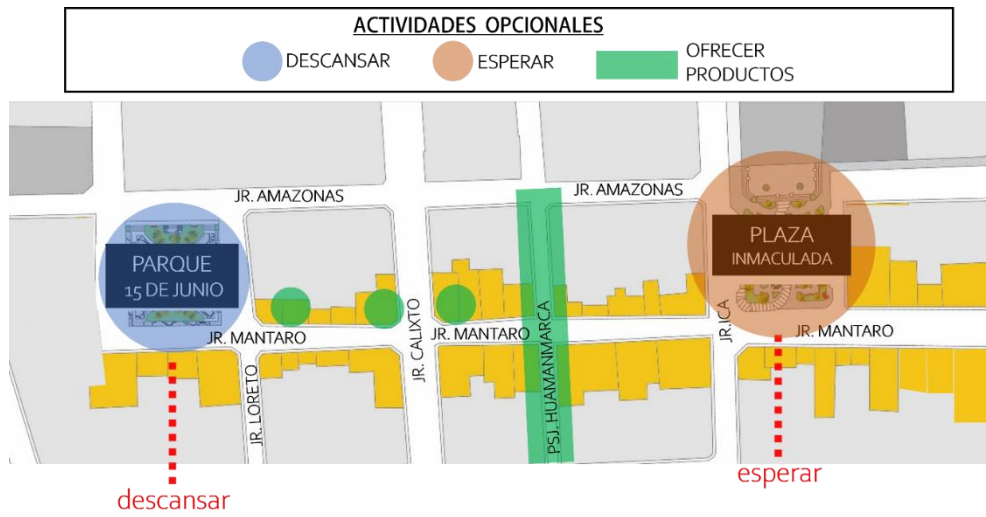 ACTIVIDADES OPCIONALES
DESCANSAR
ESPERAR
OFRECER
PRODUCTOS
JR. AMAZONAS
JR. AMAZONAS
PARQUE
15 DE JUNIO
PLAZA
INMACULADA
JR. MANTARO
JR. MANTARO
JR. MANTARO
JR. LORETO
JR. CALIXTO
PSJ. HUAMANMARCA
JR.ICA
descansar
esperar